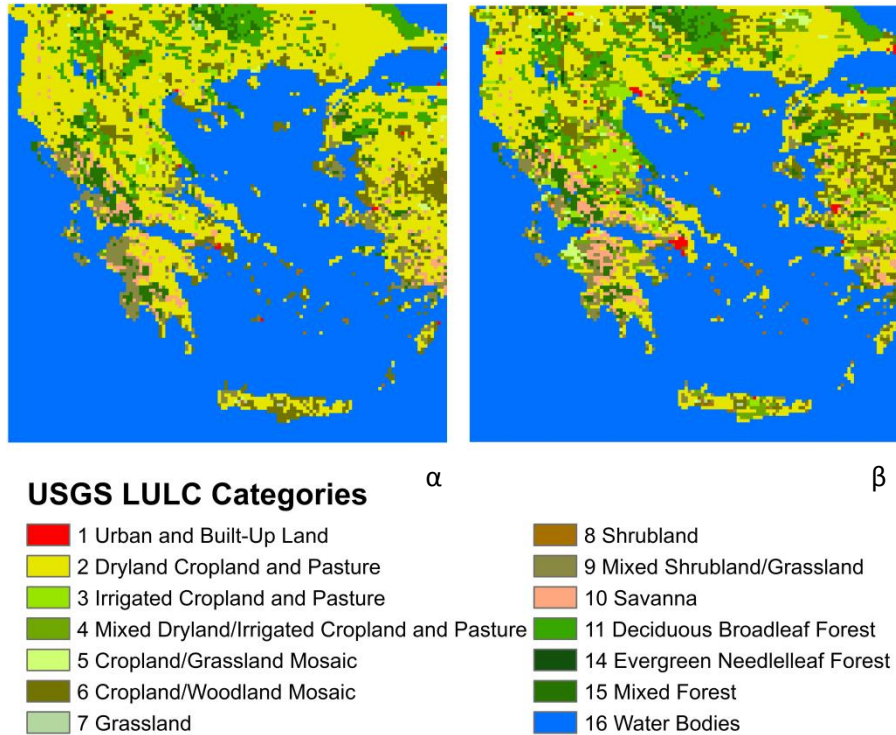 α
β
USGS LULC Categories
1 Urban and Built-Up Land
2 Dryland Cropland and Pasture
3 Irrigated Cropland and Pasture
4 Mixed Dryland/Irrigated Cropland and Pasture
5 Cropland/Grassland Mosaic
6 Cropland/Woodland Mosaic
7 Grassland
8 Shrubland
9 Mixed Shrubland/Grassland
10 Savanna
11 Deciduous Broadleaf Forest
14 Evergreen Needlelleaf Forest
15 Mixed Forest
16 Water Bodies